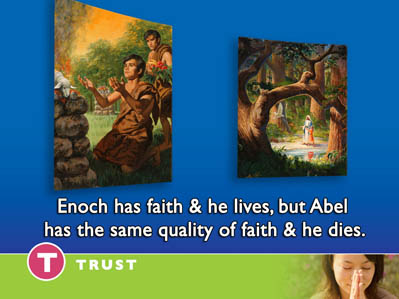 Enoch has faith & he lives, but Abel
has the same quality of faith & he dies.
T TRUST